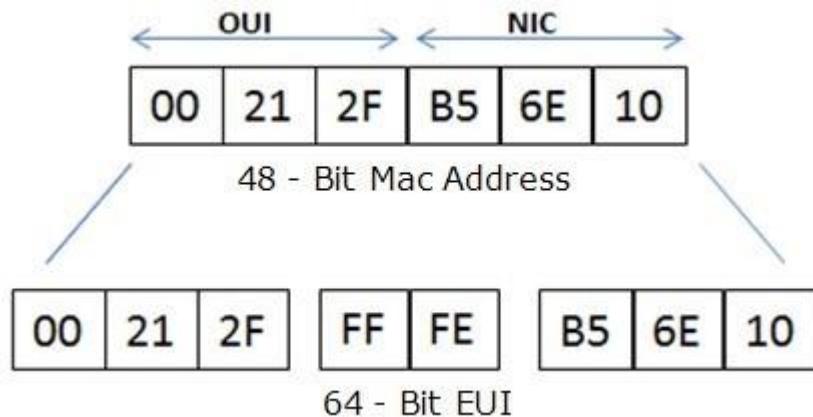 OUI NIC
00 21 2F B5 6E 10
48 - Bit Mac Address
00 21 2F FF FE B5 6E 10
64 - Bit EUI